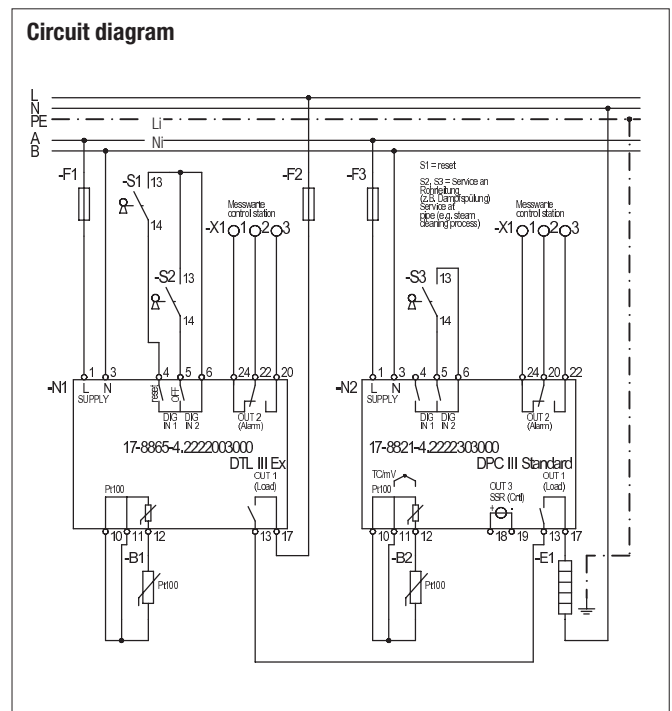 Circuit diagram
L
N
PE
Li
A
Ni
B
-F1
-S1
13
14
-S2
13
14
Messwarte
control station
-X1 1 2 3
-F2
-F3
S1 = reset
S2, S3 = Service an
Rohrleitung
(z.B. Dampfspülung)
Service at
pipe (e.g. steam
cleaning process)
-S3
13
14
Messwarte
control station
-X1 1 2 3
-N1
1 3 4 5 6 24 22 20
L N
SUPPLY
reset
OFF
DIG
IN 1
DIG
IN 2
OUT 2
(Alarm)
17-8865-4.2222003000
DTL III Ex
Pt100
OUT 1
(Load)
10 11 12 13 17
-B1
Pt100
-N2
1 3 4 5 6 24 20 22
L N
SUPPLY
DIG
IN 1
DIG
IN 2
OUT 2
(Alarm)
17-8821-4.2222303000
DPC III Standard
TC/mV
Pt100
OUT 3
SSR (Cntl)
+ -
OUT 1
(Load)
10 11 12 18 19 13 17
-B2
Pt100
-E1